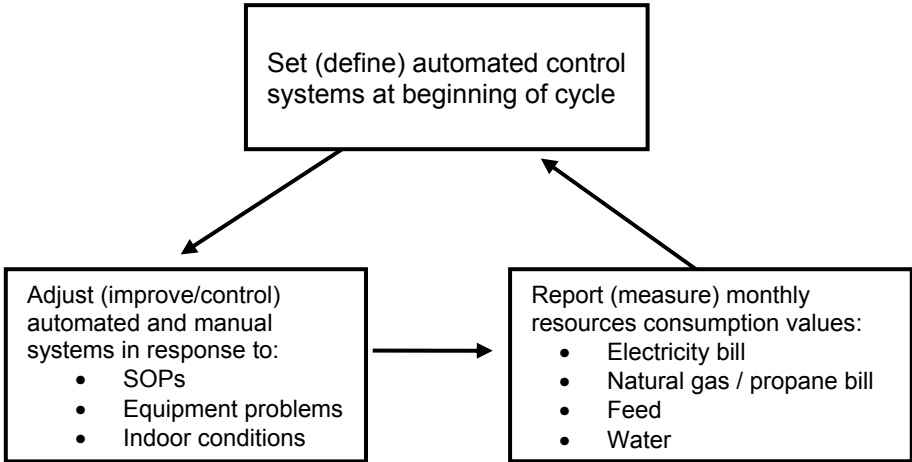 Set (define) automated control
systems at beginning of cycle
Adjust (improve/control)
automated and manual
systems in response to:
• SOPs
• Equipment problems
• Indoor conditions
Report (measure) monthly
resources consumption values:
• Electricity bill
• Natural gas / propane bill
• Feed
• Water